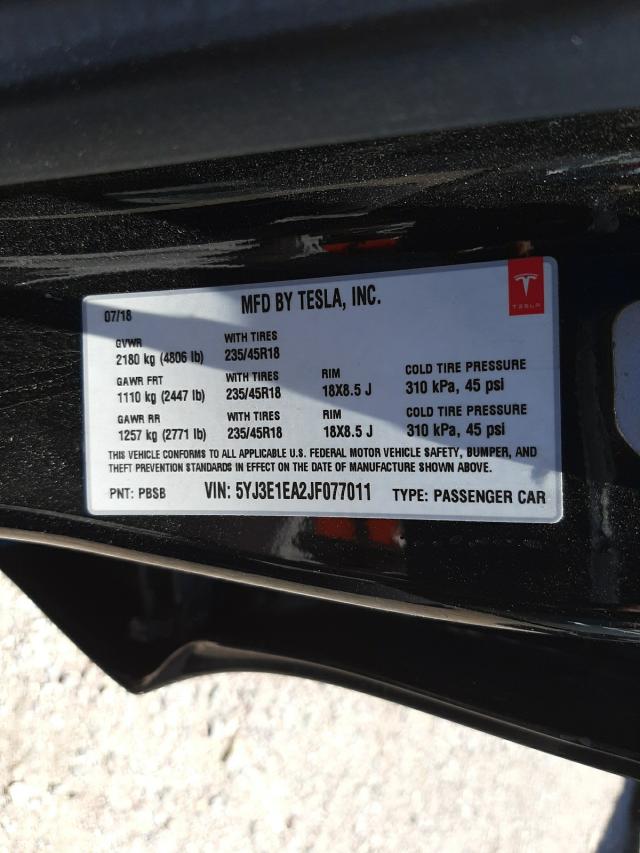 MFD BY TESLA, INC.
TESLA
07/18
GVWR WITH TIRES
2180 kg (4806 lb) 235/45R18
GAWR FRT WITH TIRES RIM COLD TIRE PRESSURE
1110 kg (2447 lb) 235/45R18 18X8.5 J 310 kPa, 45 psi
GAWR RR WITH TIRES RIM COLD TIRE PRESSURE
1257 kg (2771 lb) 235/45R18 18X8.5 J 310 kPa, 45 psi
THIS VEHICLE CONFORMS TO ALL APPLICABLE U.S. FEDERAL MOTOR VEHICLE SAFETY, BUMPER, AND
THEFT PREVENTION STANDARDS IN EFFECT ON THE DATE OF MANUFACTURE SHOWN ABOVE.
PNT: PBSB VIN: 5YJ3E1EA2JF077011 TYPE: PASSENGER CAR